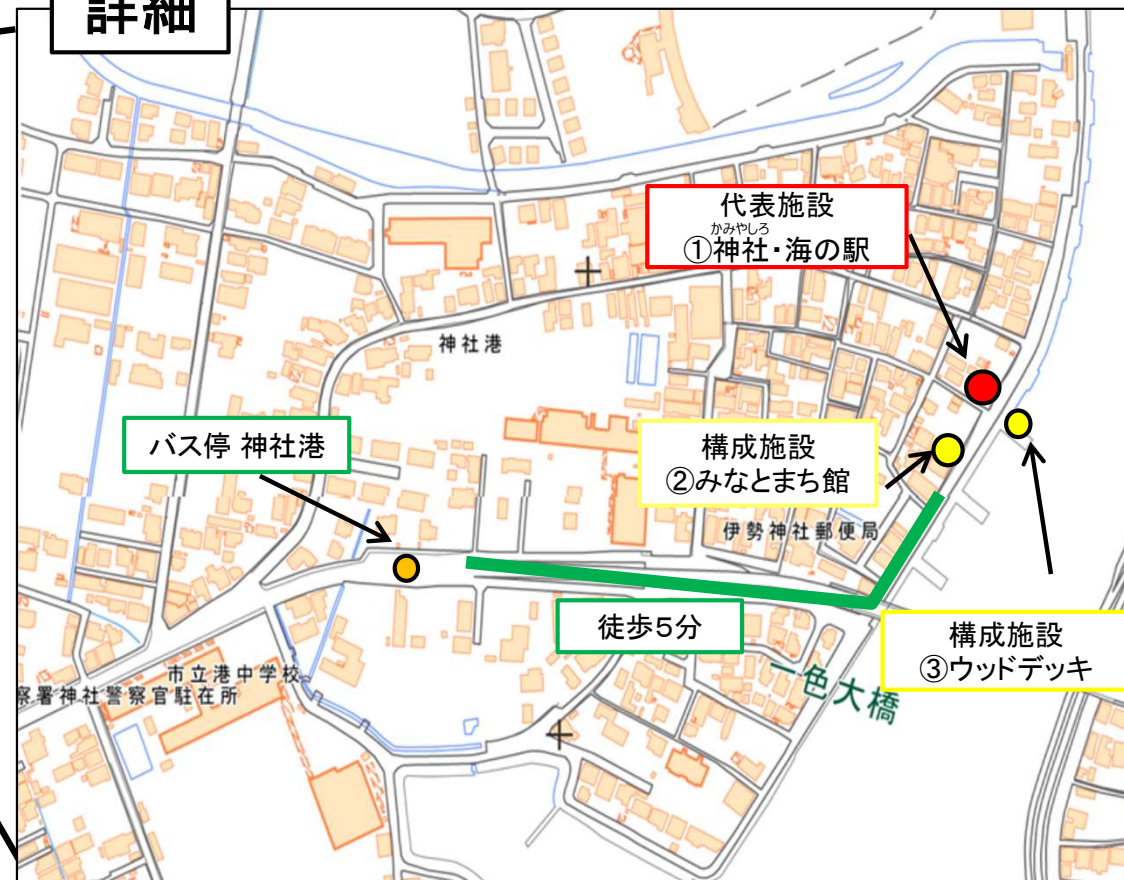 詳細
代表施設
かみやしろ
①神社・海の駅
神社港
バス停 神社港
構成施設
②みなとまち館
伊勢神社郵便局
徒歩5分
構成施設
③ウッドデッキ
一色大橋
市立港中学校
察署神社警察官駐在所